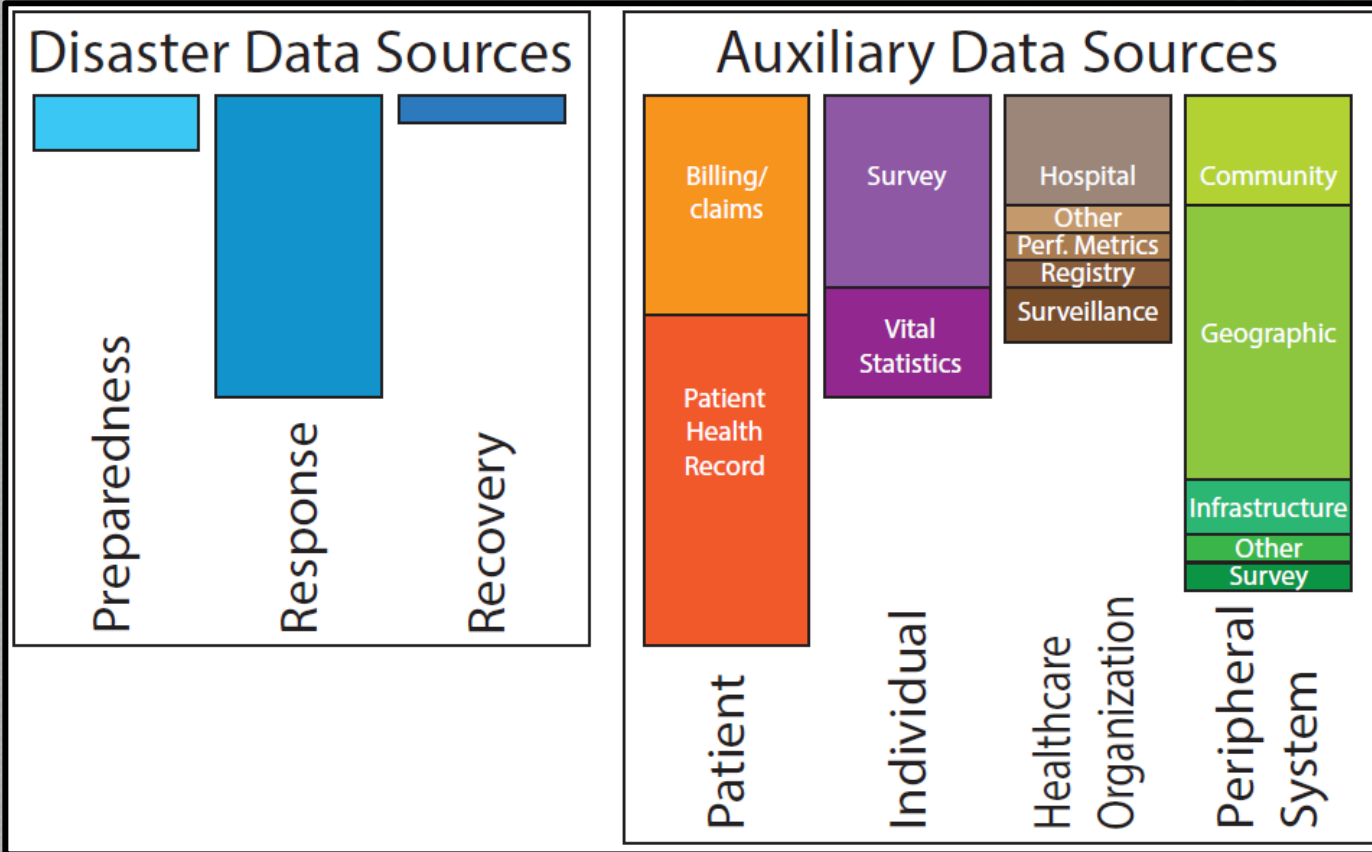 Disaster Data Sources
Preparedness
Response
Recovery
Auxiliary Data Sources
Billing/
claims
Patient
Health
Record
Patient
Survey
Vital
Statistics
Individual
Hospital
Other
Perf. Metrics
Registry
Surveillance
Healthcare
Organization
Community
Geographic
Infrastructure
Other
Survey
Peripheral
System